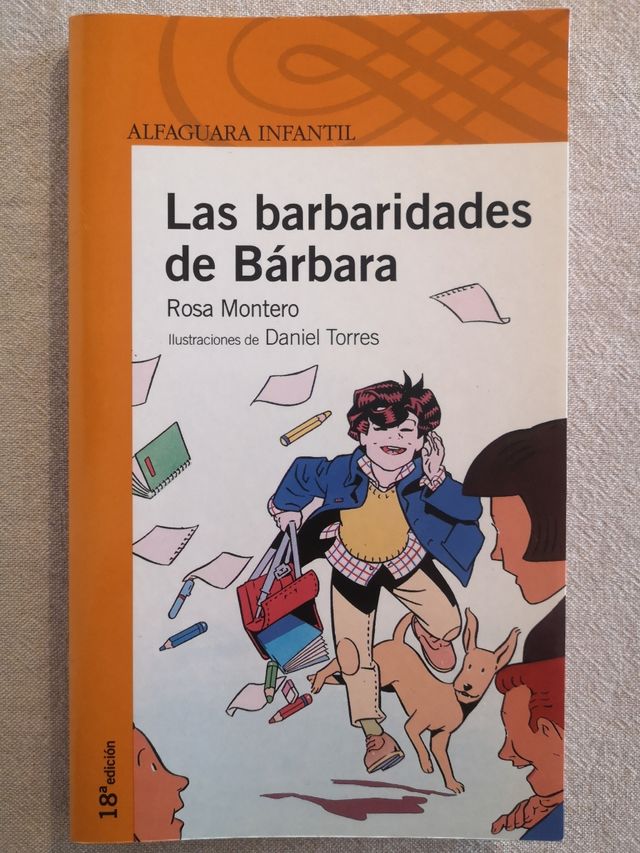 ALFAGUARA INFANTIL
Las barbaridades
de Bárbara
Rosa Montero
Ilustraciones de Daniel Torres
18ª edición